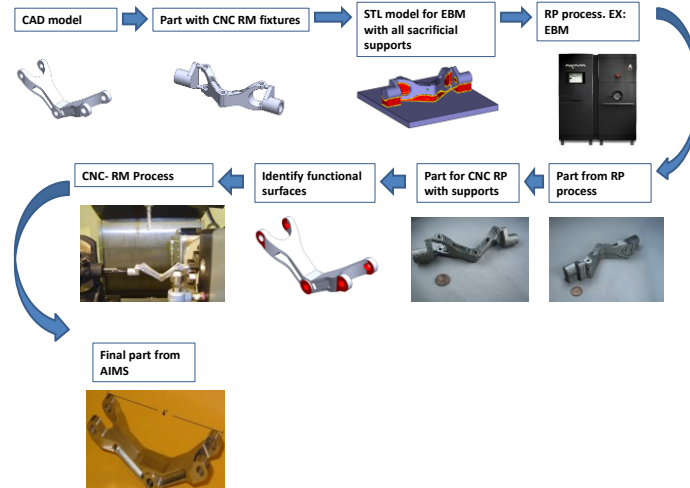 CAD model
Part with CNC RM fixtures
STL model for EBM
with all sacrificial
supports
RP process. EX:
EBM
CNC- RM Process
Identify functional
surfaces
Part for CNC RP
with supports
Part from RP
process
Final part from
AIMS
4"